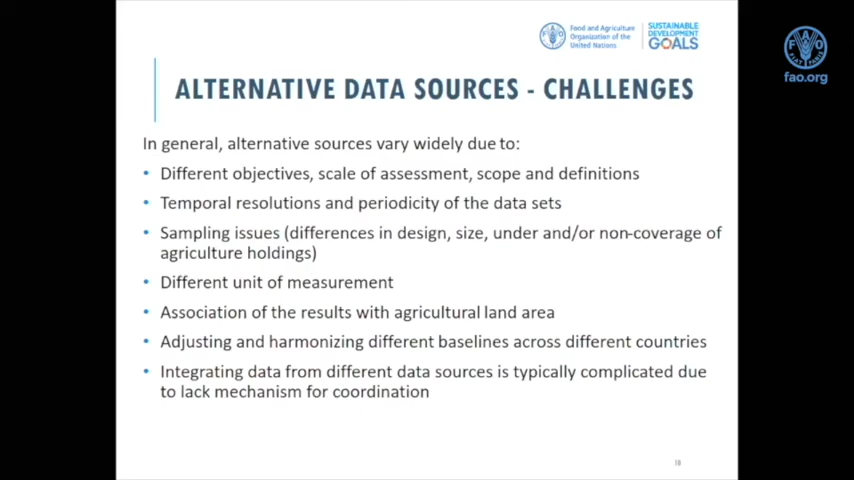 Food and Agriculture
Organization of the
United Nations
SUSTAINABLE
DEVELOPMENT
GOALS
FAO
FIAT PANIS
fao.org
ALTERNATIVE DATA SOURCES - CHALLENGES
In general, alternative sources vary widely due to:
• Different objectives, scale of assessment, scope and definitions
• Temporal resolutions and periodicity of the data sets
• Sampling issues (differences in design, size, under and/or non-coverage of
agriculture holdings)
• Different unit of measurement
• Association of the results with agricultural land area
• Adjusting and harmonizing different baselines across different countries
• Integrating data from different data sources is typically complicated due
to lack mechanism for coordination